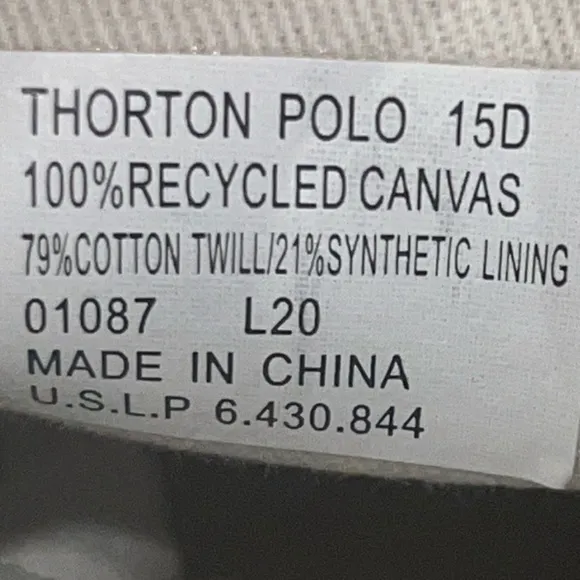 THORTON POLO 15D
100%RECYCLED CANVAS
79%COTTON TWILL/21%SYNTHETIC LINING
01087 L20
MADE IN CHINA
U.S.L.P 6.430.844